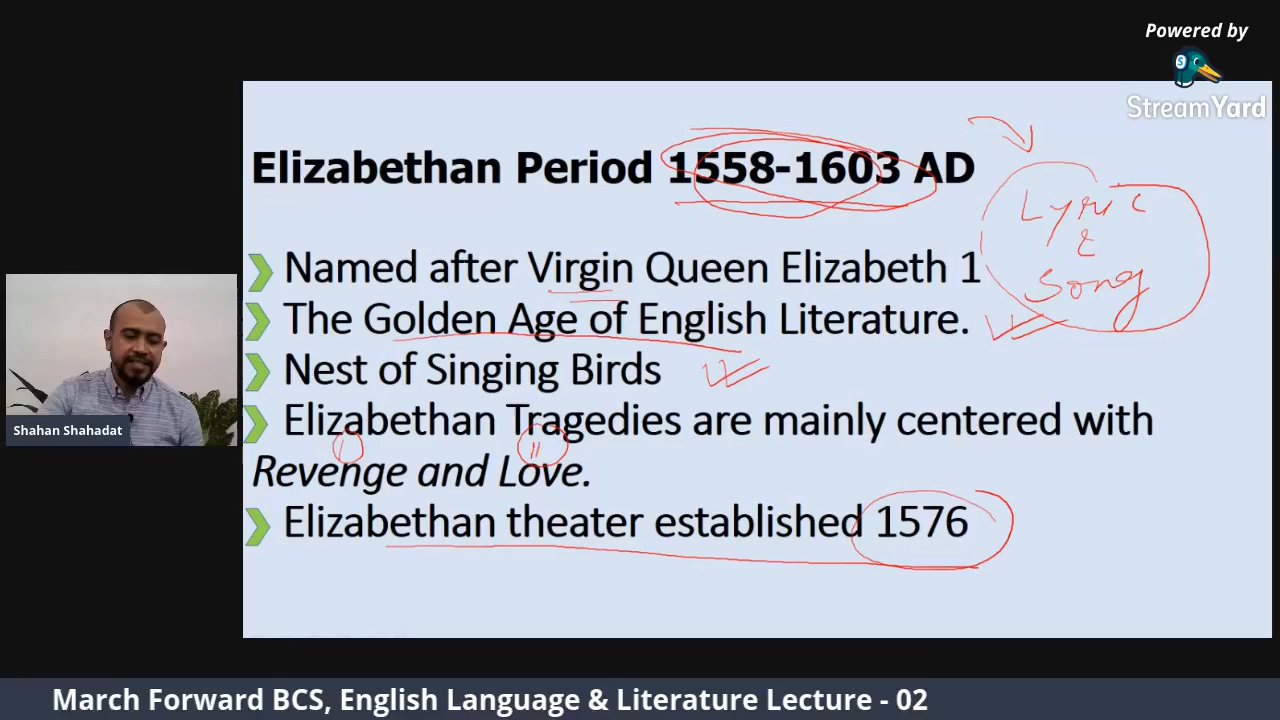 Powered by
StreamYard
Elizabethan Period 1558-1603 AD
Lyric
&
Song
Named after Virgin Queen Elizabeth 1
The Golden Age of English Literature.
Nest of Singing Birds
Elizabethan Tragedies are mainly centered with
I II
Revenge and Love.
Elizabethan theater established 1576
Shahan Shahadat
March Forward BCS, English Language & Literature Lecture - 02